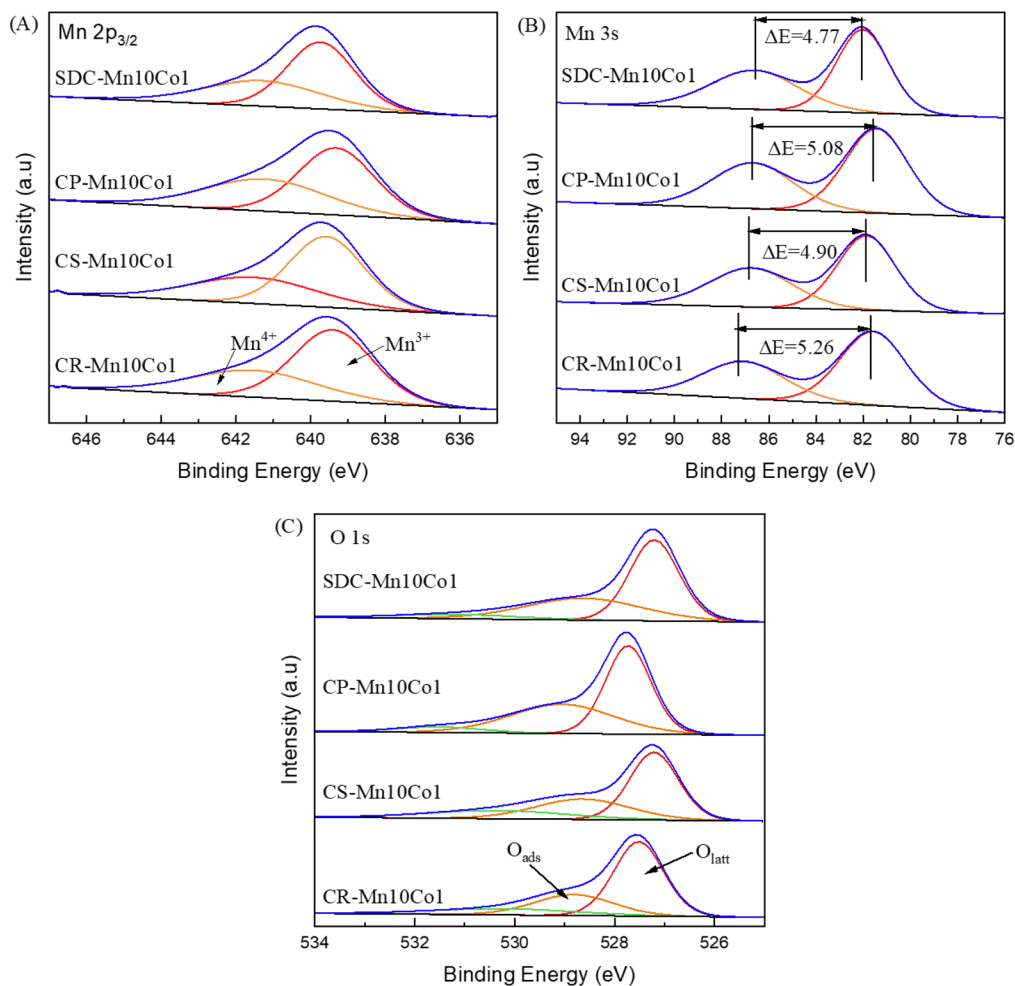 (A)
Mn 2p3/2
SDC-Mn10Co1
CP-Mn10Co1
CS-Mn10Co1
CR-Mn10Co1
Mn4+
Mn3+
Intensity (a.u)
646 644 642 640 638 636
Binding Energy (eV)
(B)
Mn 3s
ΔE=4.77
SDC-Mn10Co1
ΔE=5.08
CP-Mn10Co1
ΔE=4.90
CS-Mn10Co1
ΔE=5.26
CR-Mn10Co1
Intensity (a.u)
94 92 90 88 86 84 82 80 78 76
Binding Energy (eV)
(C)
O 1s
SDC-Mn10Co1
CP-Mn10Co1
CS-Mn10Co1
Oads
Olatt
CR-Mn10Co1
Intensity (a.u)
534 532 530 528 526
Binding Energy (eV)